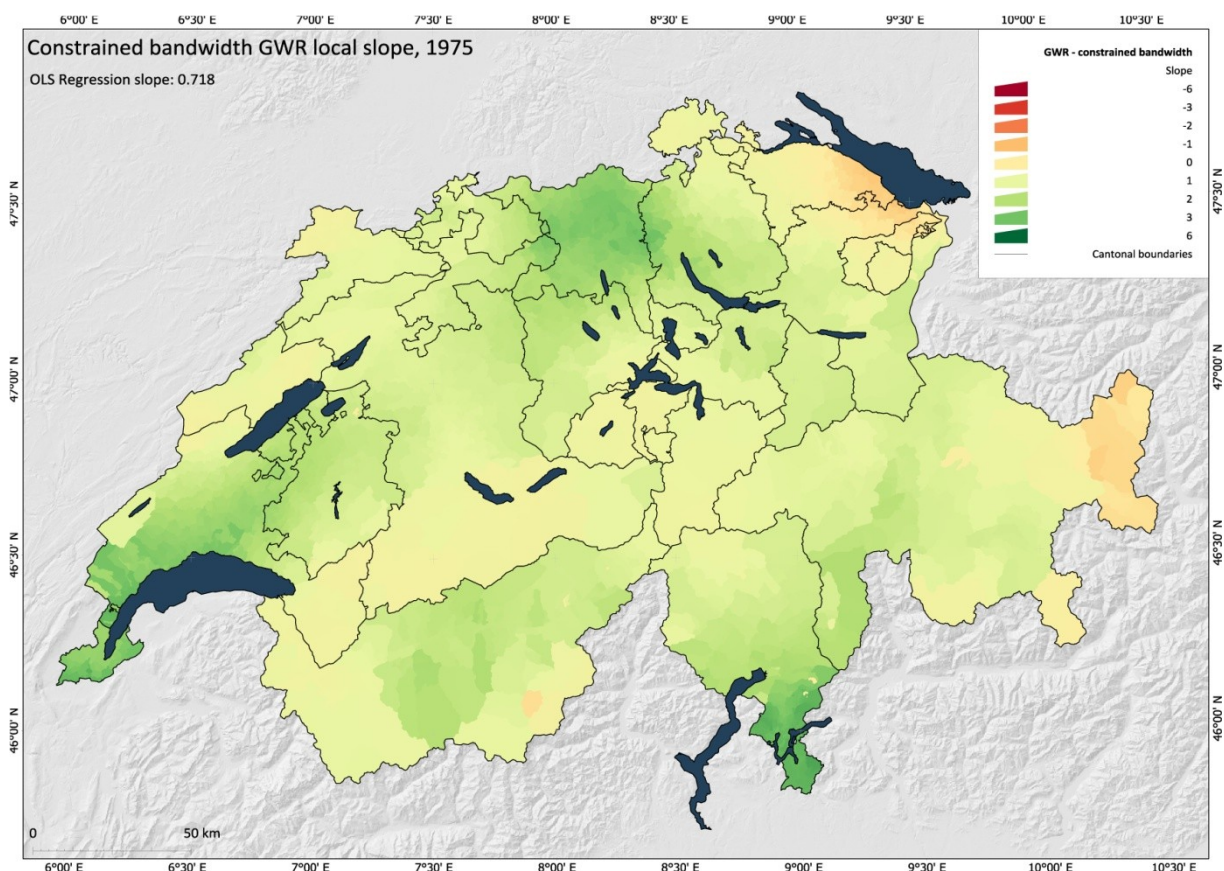 6°00' E 6°30' E 7°00' E 7°30' E 8°00' E 8°30' E 9°00' E 9°30' E 10°00' E 10°30' E
Constrained bandwidth GWR local slope, 1975
OLS Regression slope: 0.718
GWR - constrained bandwidth
Slope
-6
-3
-2
-1
0
1
2
3
6
Cantonal boundaries
47°30' N 47°30' N
47°00' N 47°00' N
46°30' N 46°30' N
46°00' N 46°00' N
0 50 km
6°00' E 6°30' E 7°00' E 7°30' E 8°00' E 8°30' E 9°00' E 9°30' E 10°00' E 10°30' E